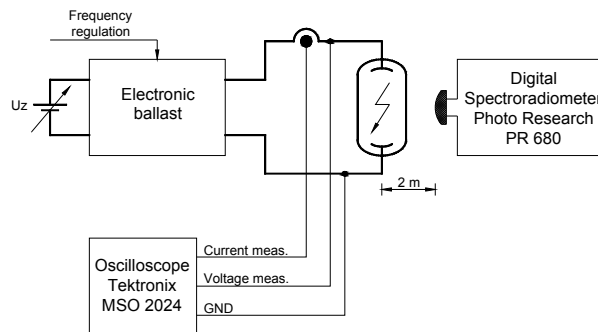 Frequency
regulation
Uz
Electronic
ballast
Digital
Spectroradiometer
Photo Research
PR 680
2 m
Current meas.
Voltage meas.
GND
Oscilloscope
Tektronix
MSO 2024